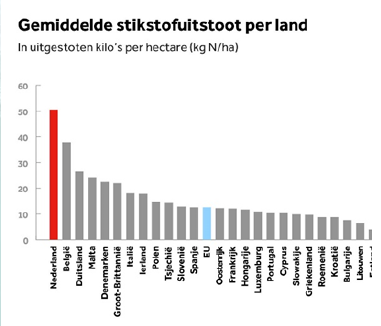 Gemiddelde stikstofuitstoot per land
In uitgestoten kilo's per hectare (kg N/ha)
60
50
40
30
20
10
0
Nederland
België
Duitsland
Malta
Denemarken
Groot-Brittannië
Italië
Ierland
Polen
Tsjechië
Slovenië
Spanje
EU
Oostenrijk
Frankrijk
Hongarije
Luxemburg
Portugal
Cyprus
Slowakije
Griekenland
Roemenië
Kroatië
Bulgarije
Litouwen